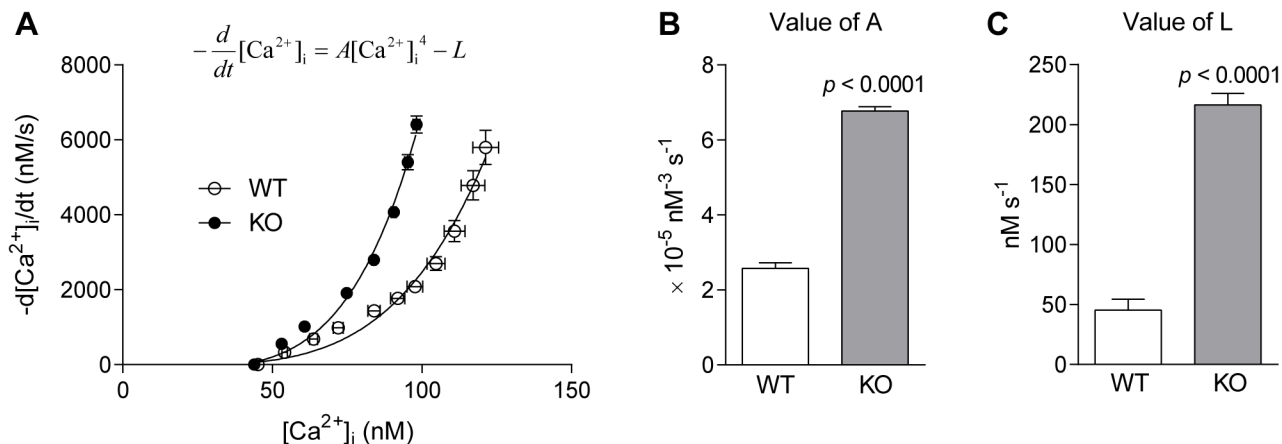 A
-d/dt[Ca²⁺]ᵢ = A[Ca²⁺]ᵢ⁴ – L
8000
6000
4000
2000
0
-d[Ca²⁺]ᵢ/dt (nM/s)
WT
KO
0 50 100 150
[Ca²⁺]ᵢ (nM)
B
Value of A
8
6
4
2
0
× 10⁻⁵ nM⁻³ s⁻¹
p < 0.0001
WT KO
C
Value of L
250
200
150
100
50
0
nM s⁻¹
p < 0.0001
WT KO